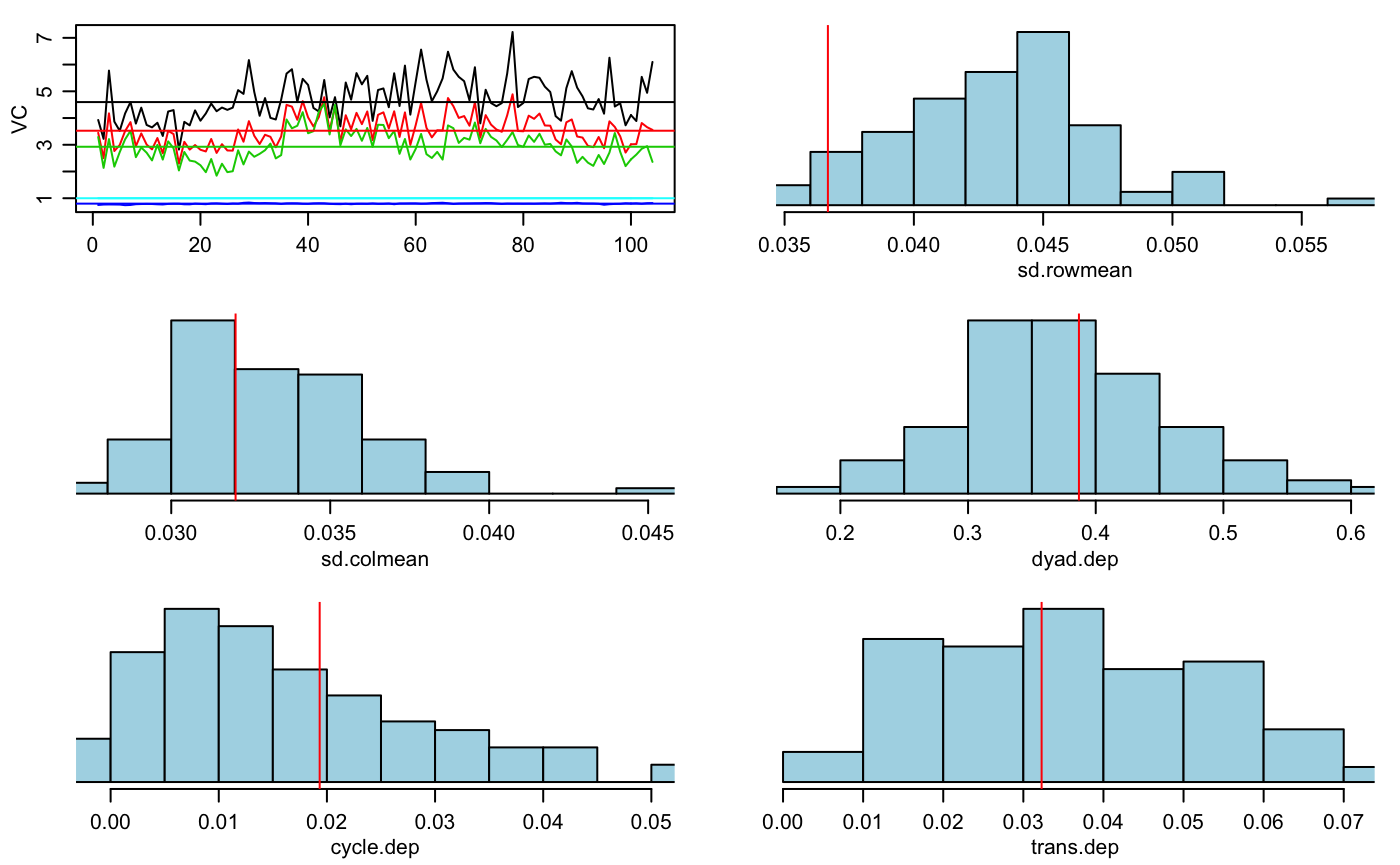 VC
7
5
3
1
0 20 40 60 80 100
0.035 0.040 0.045 0.050 0.055
sd.rowmean
0.030 0.035 0.040 0.045
sd.colmean
0.2 0.3 0.4 0.5 0.6
dyad.dep
0.00 0.01 0.02 0.03 0.04 0.05
cycle.dep
0.00 0.01 0.02 0.03 0.04 0.05 0.06 0.07
trans.dep